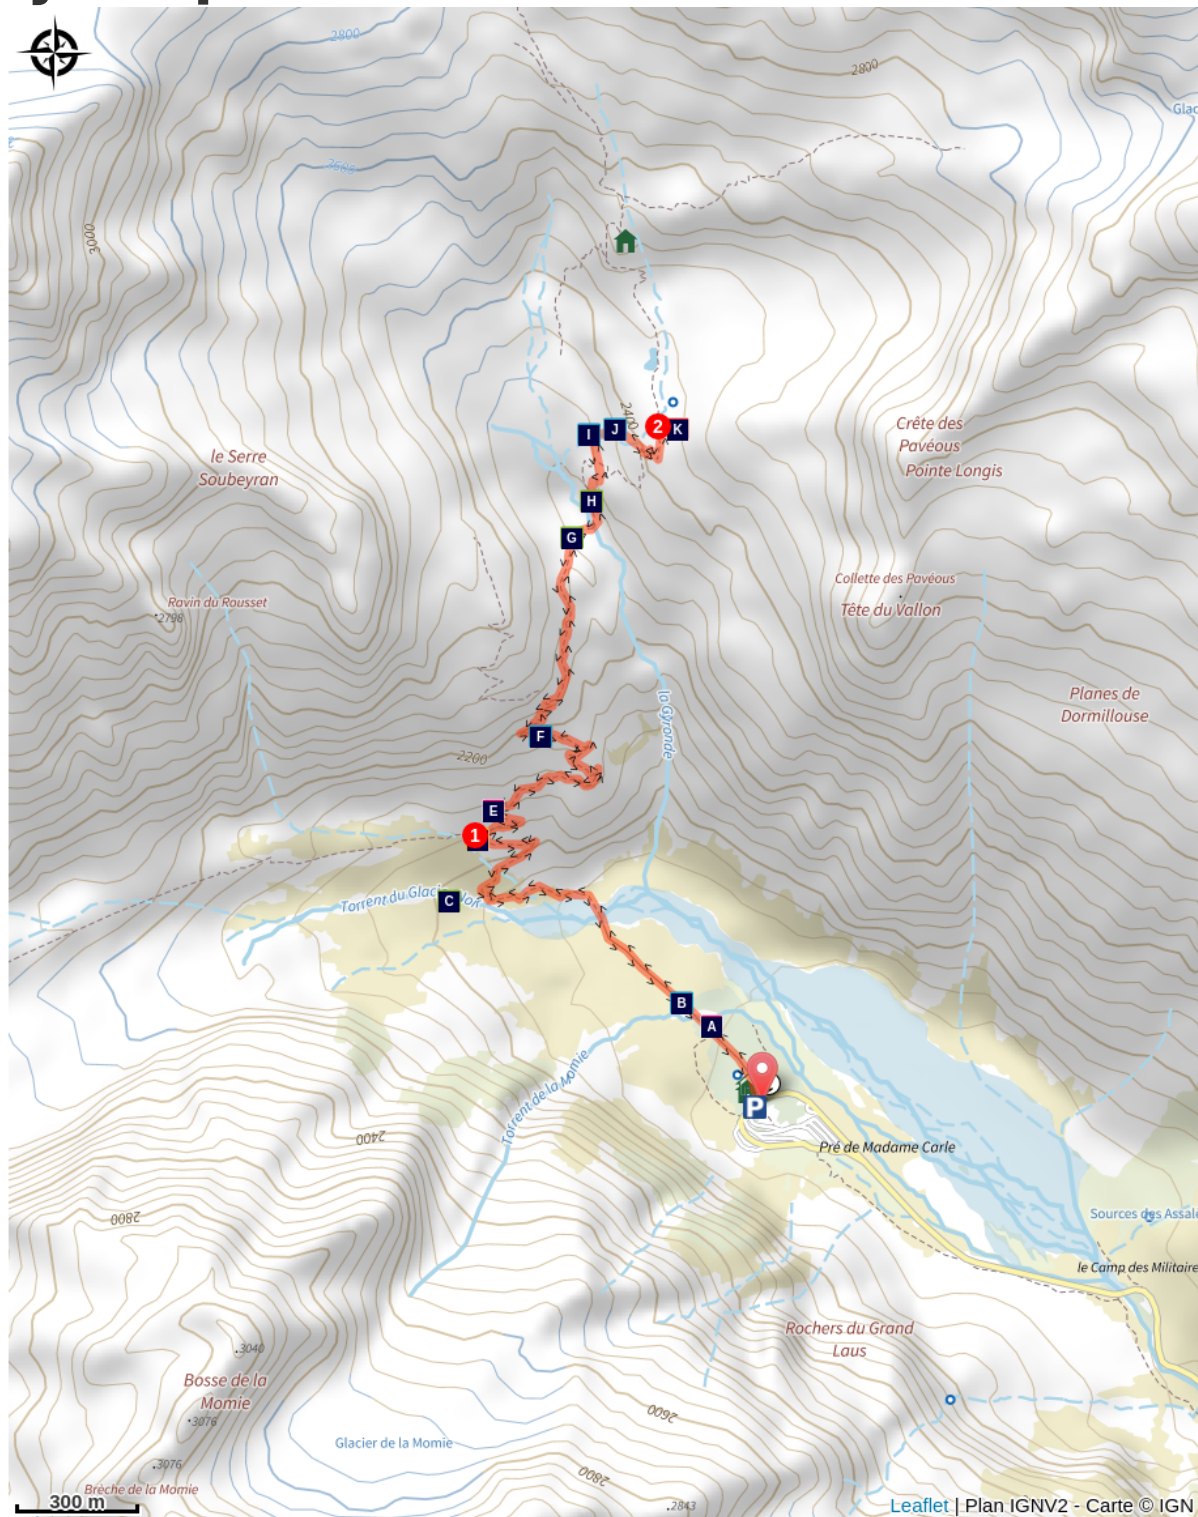 2800
2800
Glac
2600
3000
2400
2
K
J
I
Crête des
Pavéous
Pointe Longis
le Serre
Soubeyran
H
G
Collette des Pavéous
Tête du Vallon
Ravin du Rousset
2798
Planes de
Dormillouse
la Gyronde
F
2200
E
1
Torrent du Glacier Noir
C
B
A
P
Torrent de la Momie
2400
Pré de Madame Carle
2800
Sources des Assal
le Camp des Militaire
Rochers du Grand
Laus
3040
Bosse de la
Momie
3076
2600
Glacier de la Momie
3076
2800
Brèche de la Momie
300 m
2843
Leaflet | Plan IGNV2 - Carte © IGN